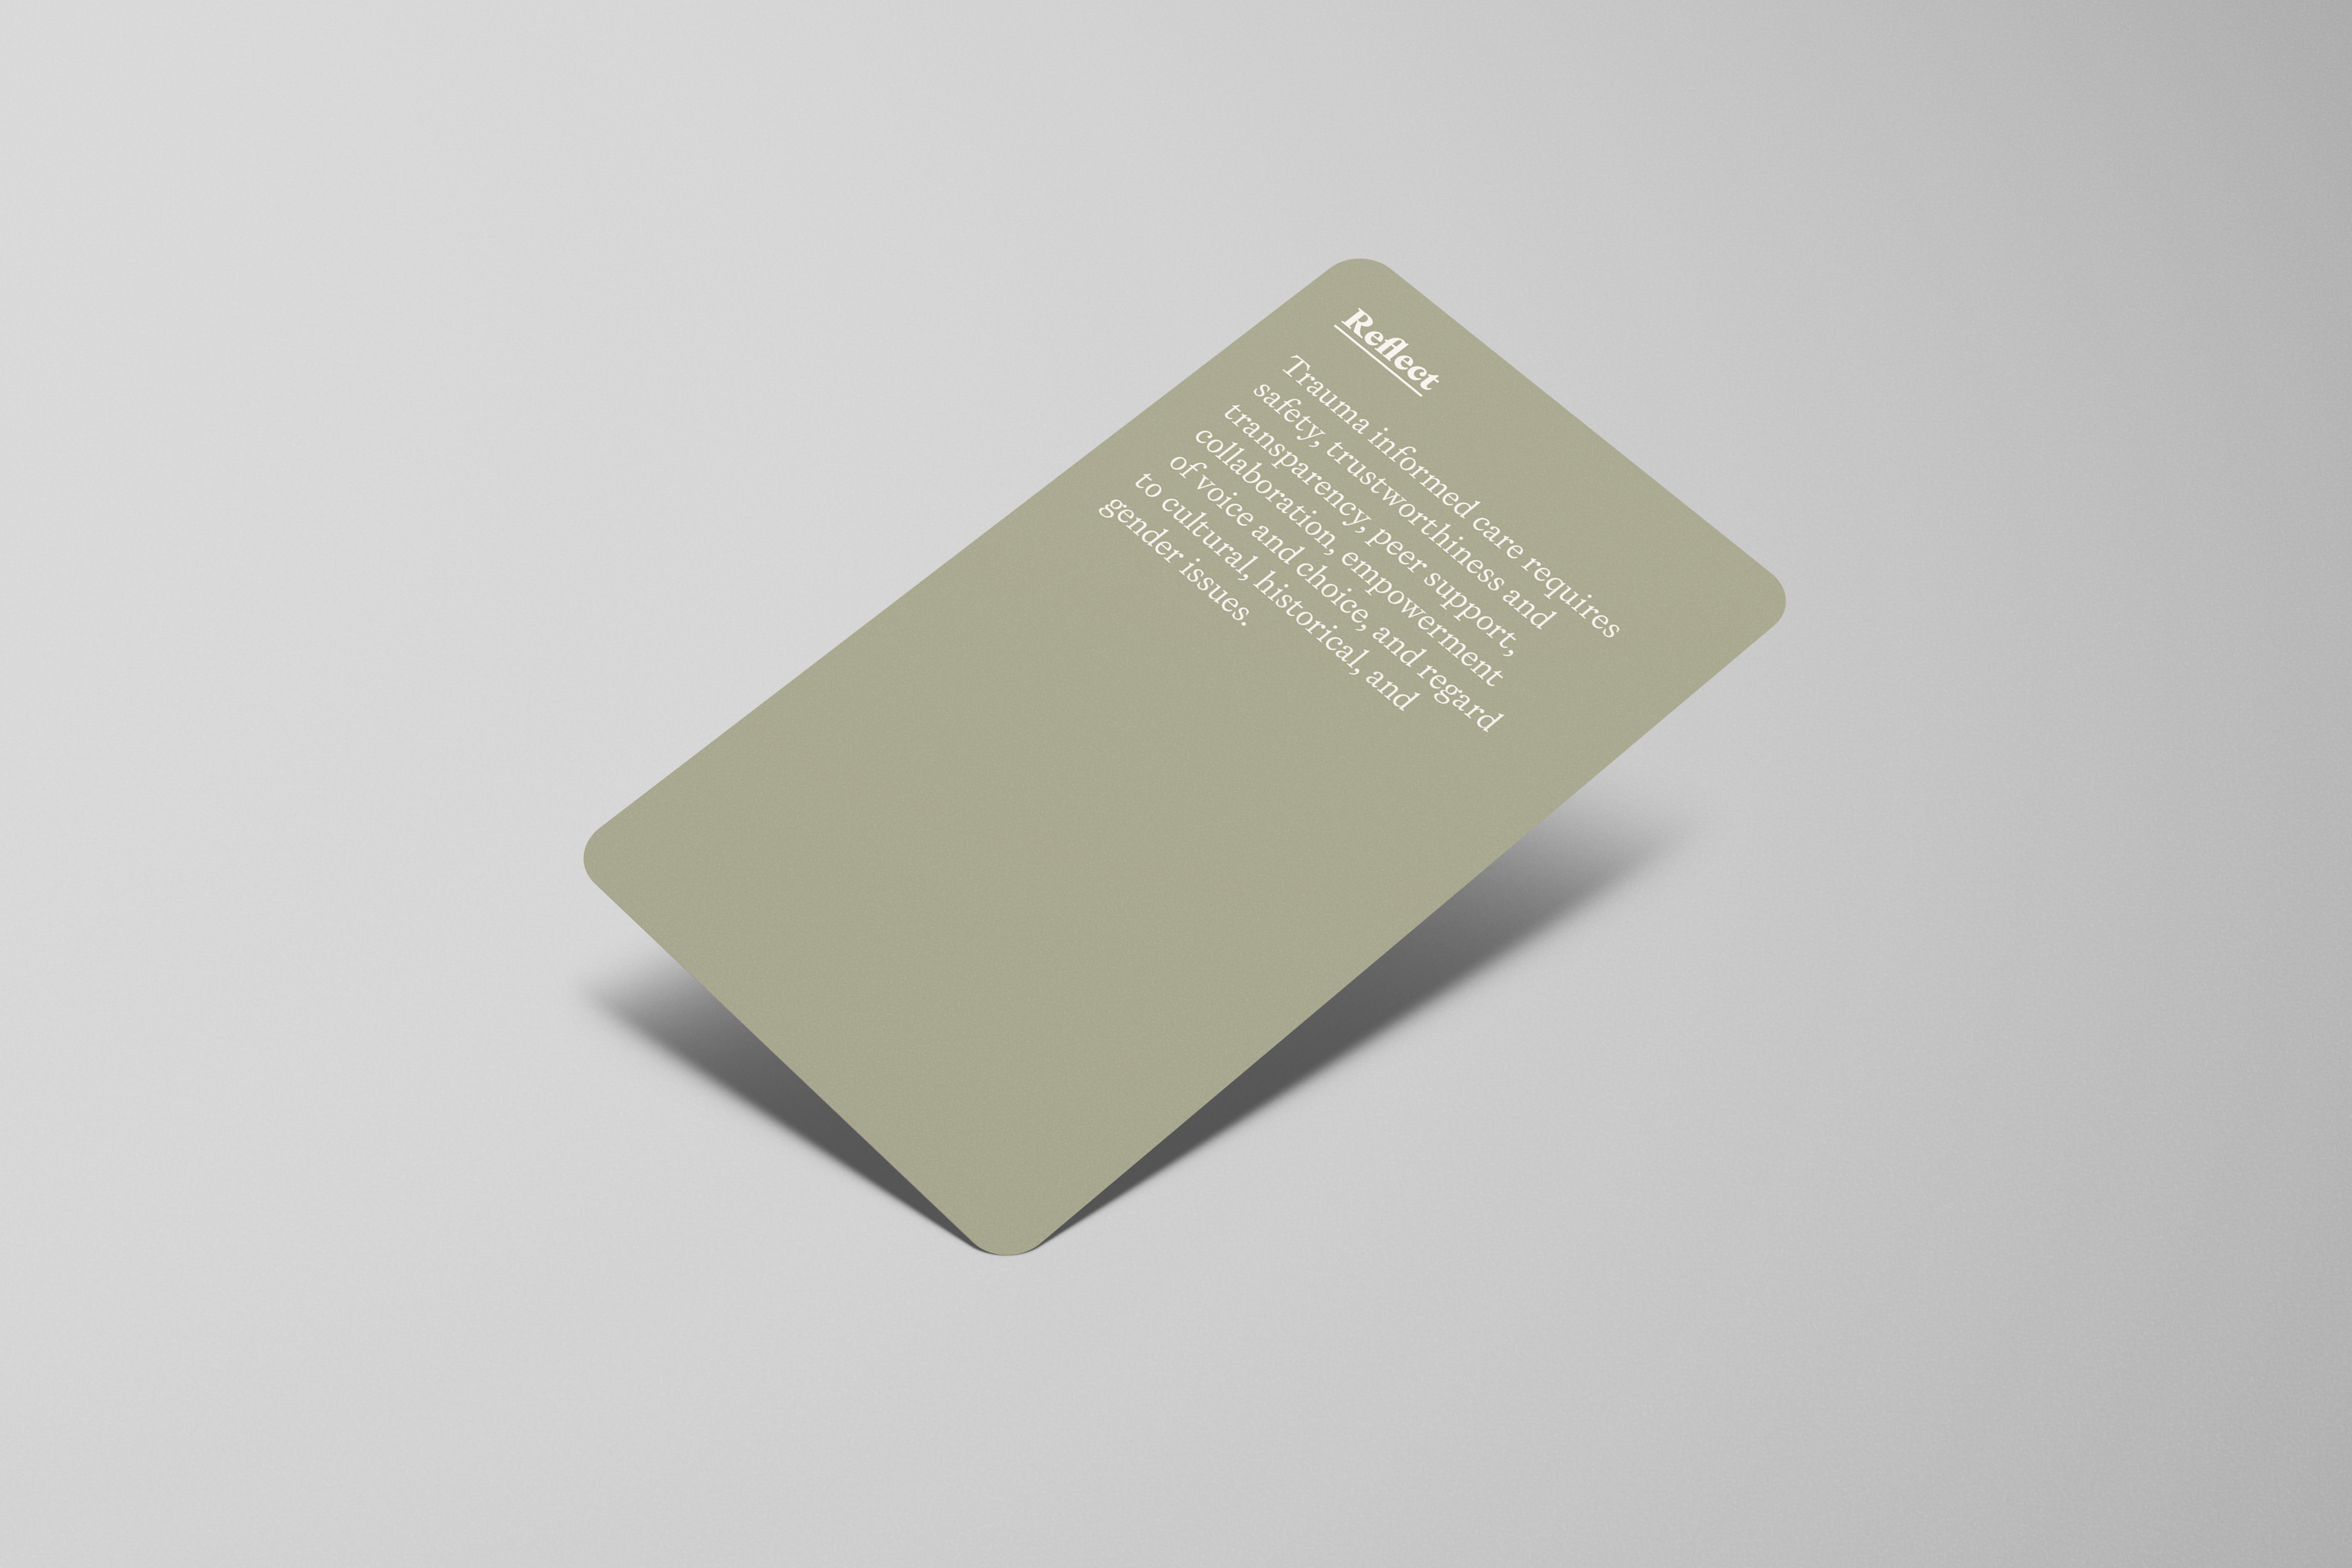 Reflect
Trauma informed care requires
safety, trustworthiness and
transparency, peer support,
collaboration, empowerment
of voice and choice, and regard
to cultural, historical, and
gender issues.